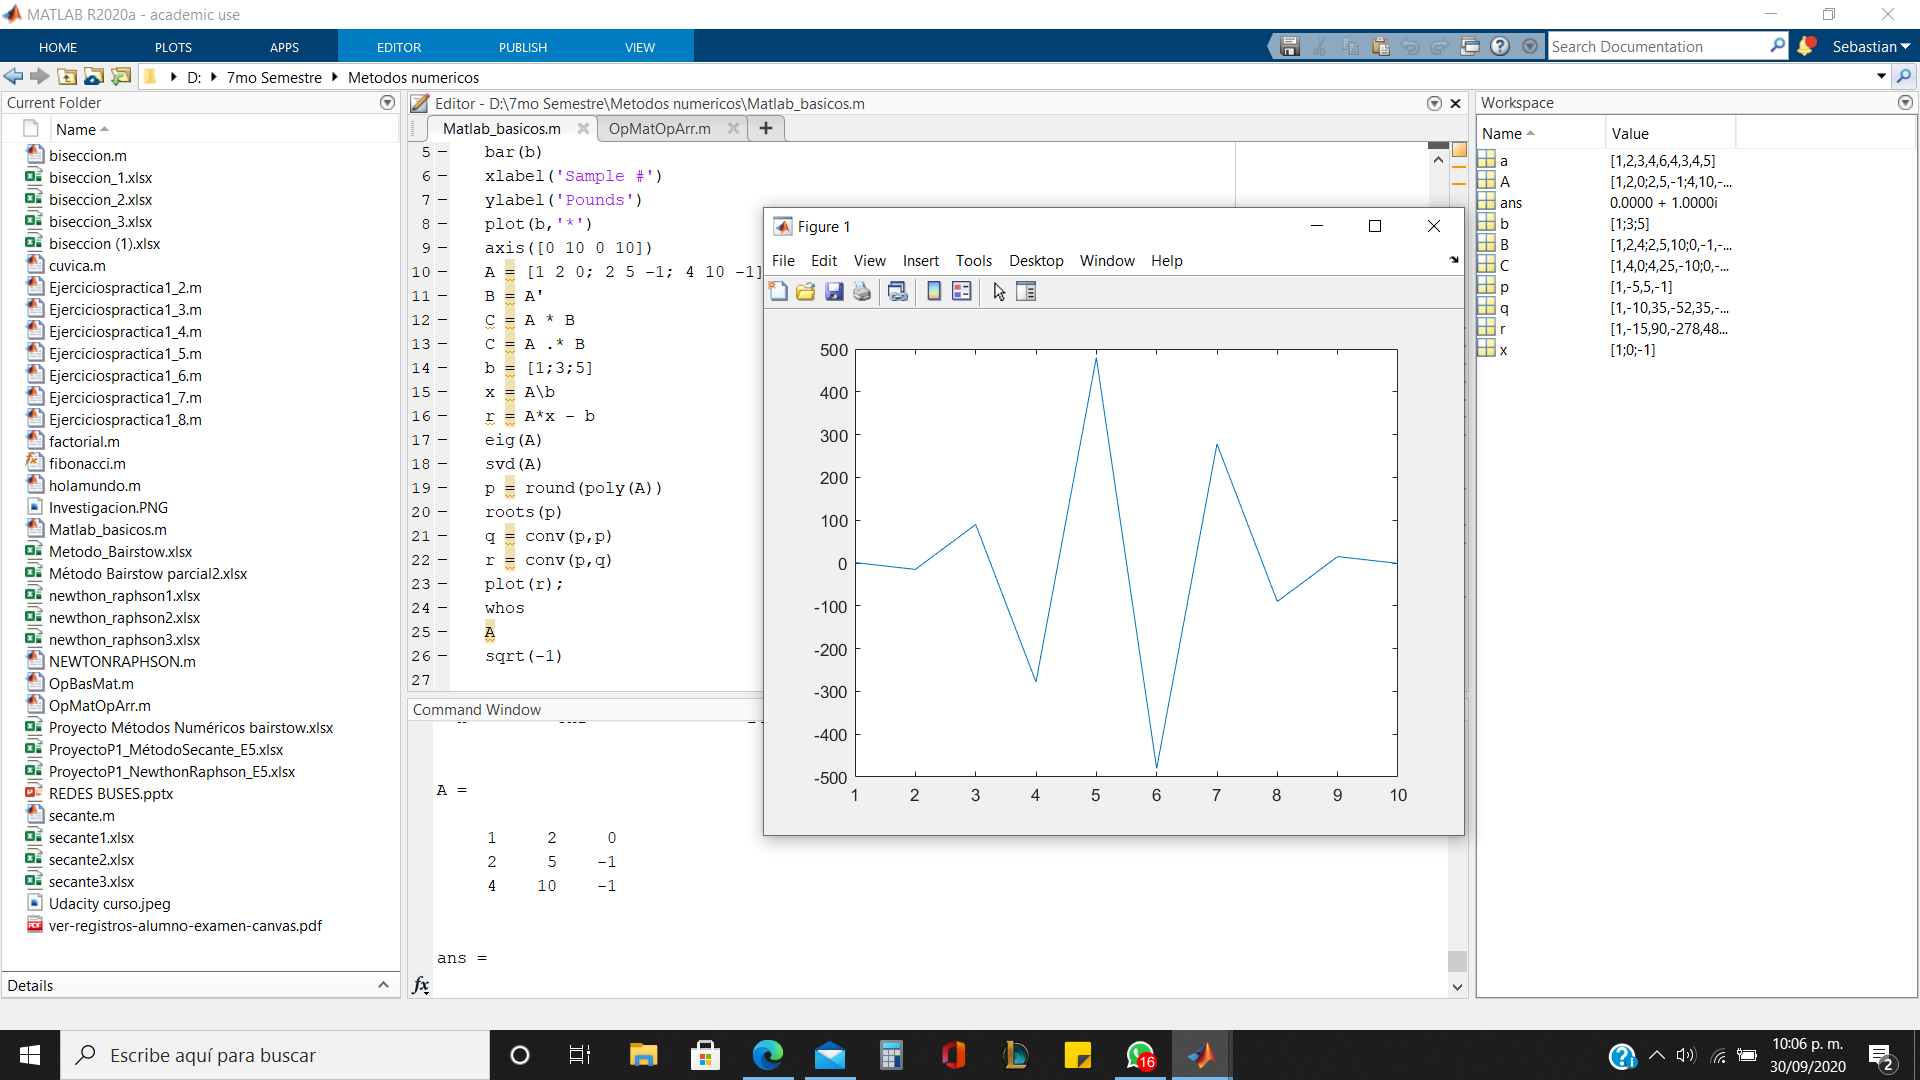 MATLAB R2020a - academic use
HOME PLOTS APPS EDITOR PUBLISH VIEW
Search Documentation
Sebastian
D: 7mo Semestre Metodos numericos
Current Folder
Name
biseccion.m
biseccion_1.xlsx
biseccion_2.xlsx
biseccion_3.xlsx
biseccion (1).xlsx
cuvica.m
Ejerciciospractica1_2.m
Ejerciciospractica1_3.m
Ejerciciospractica1_4.m
Ejerciciospractica1_5.m
Ejerciciospractica1_6.m
Ejerciciospractica1_7.m
Ejerciciospractica1_8.m
factorial.m
fibonacci.m
holamundo.m
Investigacion.PNG
Matlab_basicos.m
Metodo_Bairstow.xlsx
Método Bairstow parcial2.xlsx
newthon_raphson1.xlsx
newthon_raphson2.xlsx
newthon_raphson3.xlsx
NEWTONRAPHSON.m
OpBasMat.m
OpMatOpArr.m
Proyecto Métodos Numéricos bairstow.xlsx
ProyectoP1_MétodoSecante_E5.xlsx
ProyectoP1_NewthonRaphson_E5.xlsx
REDES BUSES.pptx
secante.m
secante1.xlsx
secante2.xlsx
secante3.xlsx
Udacity curso.jpeg
ver-registros-alumno-examen-canvas.pdf
Details
Editor - D:\7mo Semestre\Metodos numericos\Matlab_basicos.m
Matlab_basicos.m OpMatOpArr.m
5 – bar(b)
6 – xlabel('Sample #')
7 – ylabel('Pounds')
8 – plot(b,'*')
9 – axis([0 10 0 10])
10 – A = [1 2 0; 2 5 -1; 4 10 -1]
11 – B = A'
12 – C = A * B
13 – C = A .* B
14 – b = [1;3;5]
15 – x = A\b
16 – r = A*x - b
17 – eig(A)
18 – svd(A)
19 – p = round(poly(A))
20 – roots(p)
21 – q = conv(p,p)
22 – r = conv(p,q)
23 – plot(r);
24 – whos
25 – A
26 – sqrt(-1)
27
Command Window
A =
1 2 0
2 5 -1
4 10 -1
ans =
fx
Figure 1
File Edit View Insert Tools Desktop Window Help
500
400
300
200
100
0
-100
-200
-300
-400
-500
1 2 3 4 5 6 7 8 9 10
Workspace
Name Value
a [1,2,3,4,6,4,3,4,5]
A [1,2,0;2,5,-1;4,10,-...
ans 0.0000 + 1.0000i
b [1;3;5]
B [1,2,4;2,5,10;0,-1,-...
C [1,4,0;4,25,-10;0,-...
p [1,-5,5,-1]
q [1,-10,35,-52,35,-...
r [1,-15,90,-278,48...
x [1;0;-1]
Escribe aquí para buscar
16
10:06 p. m.
30/09/2020
2